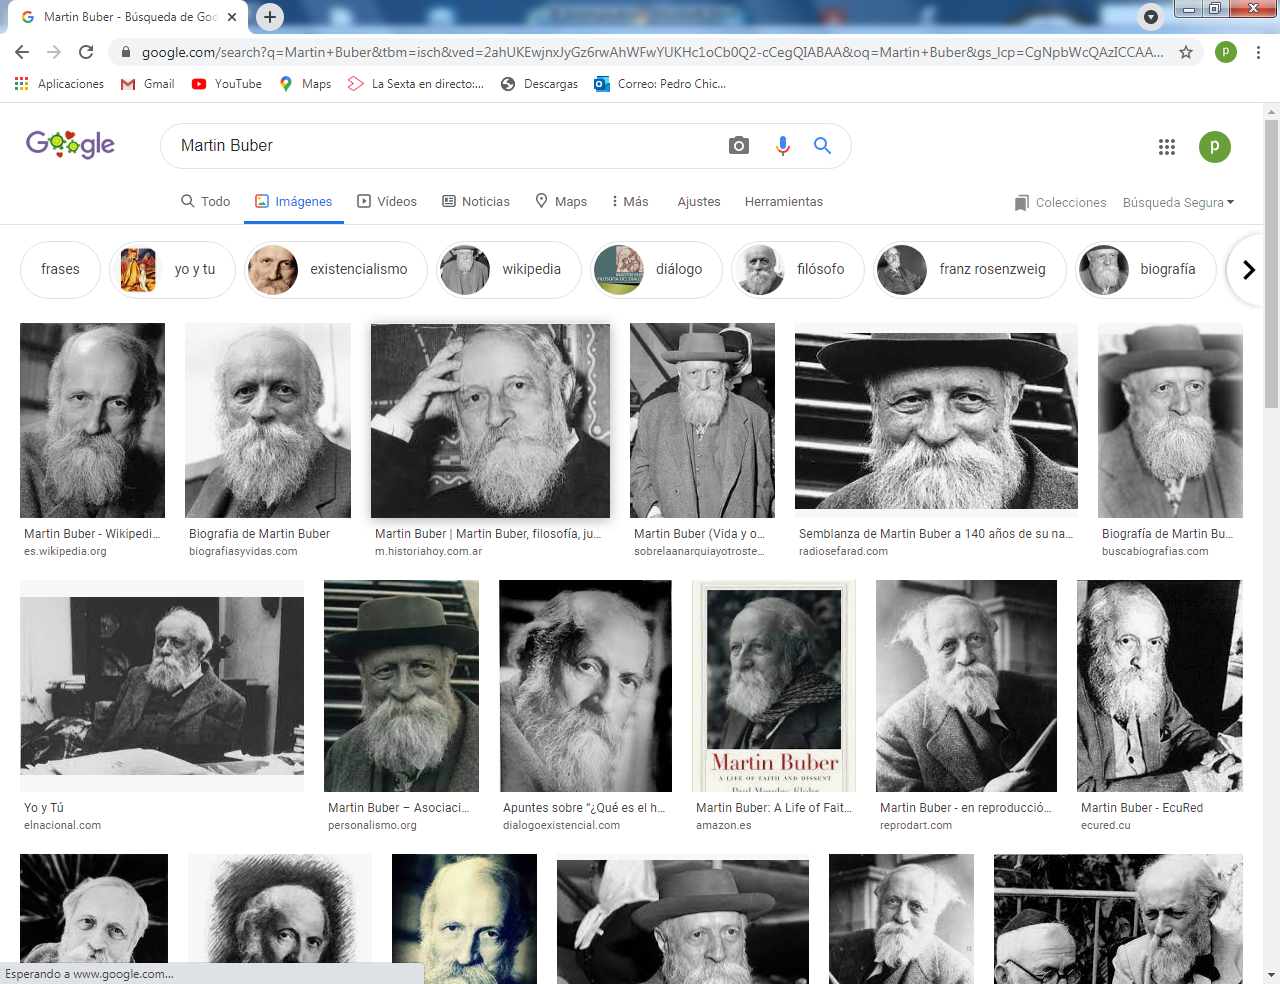 Martin Buber - Búsqueda de Goo
google.com/search?q=Martin+Buber&tbm=isch&ved=2ahUKEwjnxJyGz6rwAhWFwYUKHc1oCb0Q2-cCegQIABAA&oq=Martin+Buber&gs_lcp=CgNpbWcQAzICCAA...
p
Aplicaciones Gmail YouTube Maps La Sexta en directo:... Descargas Correo: Pedro Chic...
Google
Martin Buber
p
Todo Imágenes Vídeos Noticias Maps Más Ajustes Herramientas Colecciones Búsqueda Segura
frases yo y tu existencialismo wikipedia diálogo filósofo franz rosenzweig biografía
Martin Buber - Wikipedi...
es.wikipedia.org
Biografia de Martin Buber
biografiasyvidas.com
Martin Buber | Martin Buber, filosofía, ju...
m.historiahoy.com.ar
Martin Buber (Vida y o...
sobrelaanarquiayotroste...
Semblanza de Martin Buber a 140 años de su na...
radiosefarad.com
Biografía de Martin Bu...
buscabiografias.com
Martin Buber
A LIFE OF FAITH AND DISSENT
Paul Mendes-Flohr
Yo y Tú
elnacional.com
Martin Buber – Asociaci...
personalismo.org
Apuntes sobre "¿Qué es el h...
dialogoexistencial.com
Martin Buber: A Life of Fait...
amazon.es
Martin Buber - en reproducció...
reprodart.com
Martin Buber - EcuRed
ecured.cu
Esperando a www.google.com...